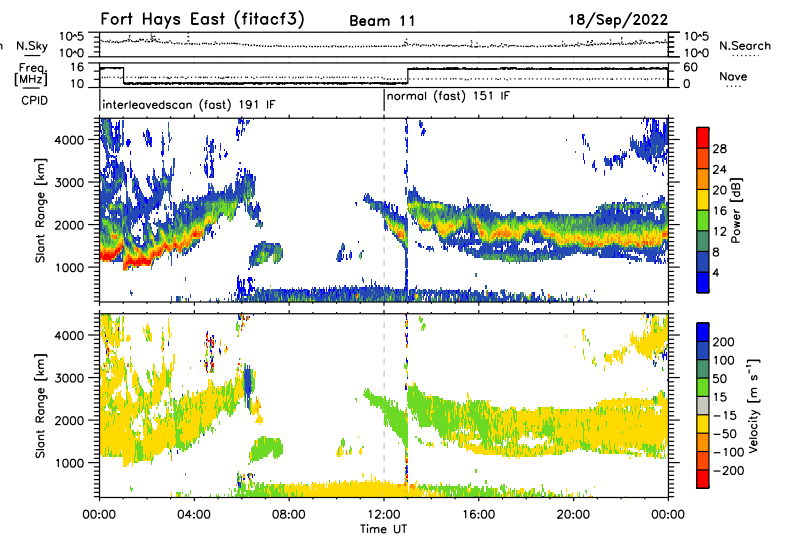 Fort Hays East (fitacf3) Beam 11 18/Sep/2022
n N.Sky 10^5 10^0 10^5 10^0 N.Search
Freq. [MHz] 16 10 60 0 Nave
CPID interleavedscan (fast) 191 IF normal (fast) 151 IF
Slant Range [km] 4000 3000 2000 1000
Power [dB] 28 24 20 16 12 8 4
Slant Range [km] 4000 3000 2000 1000
Velocity [m s⁻¹] 200 100 50 15 −15 −50 −100 −200
00:00 04:00 08:00 12:00 16:00 20:00 00:00
Time UT